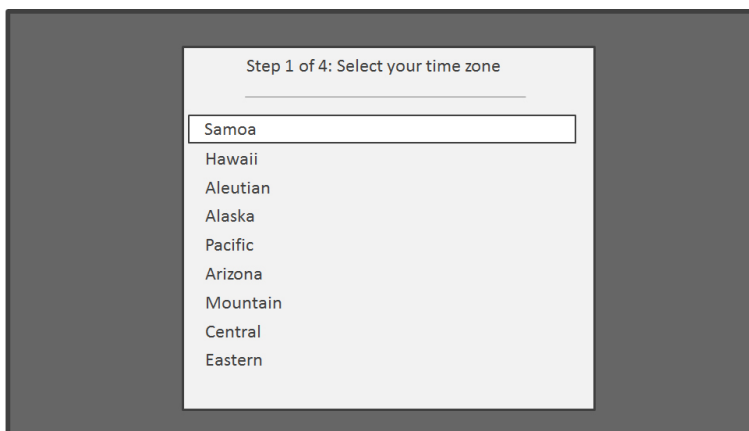 Step 1 of 4: Select your time zone
Samoa
Hawaii
Aleutian
Alaska
Pacific
Arizona
Mountain
Central
Eastern